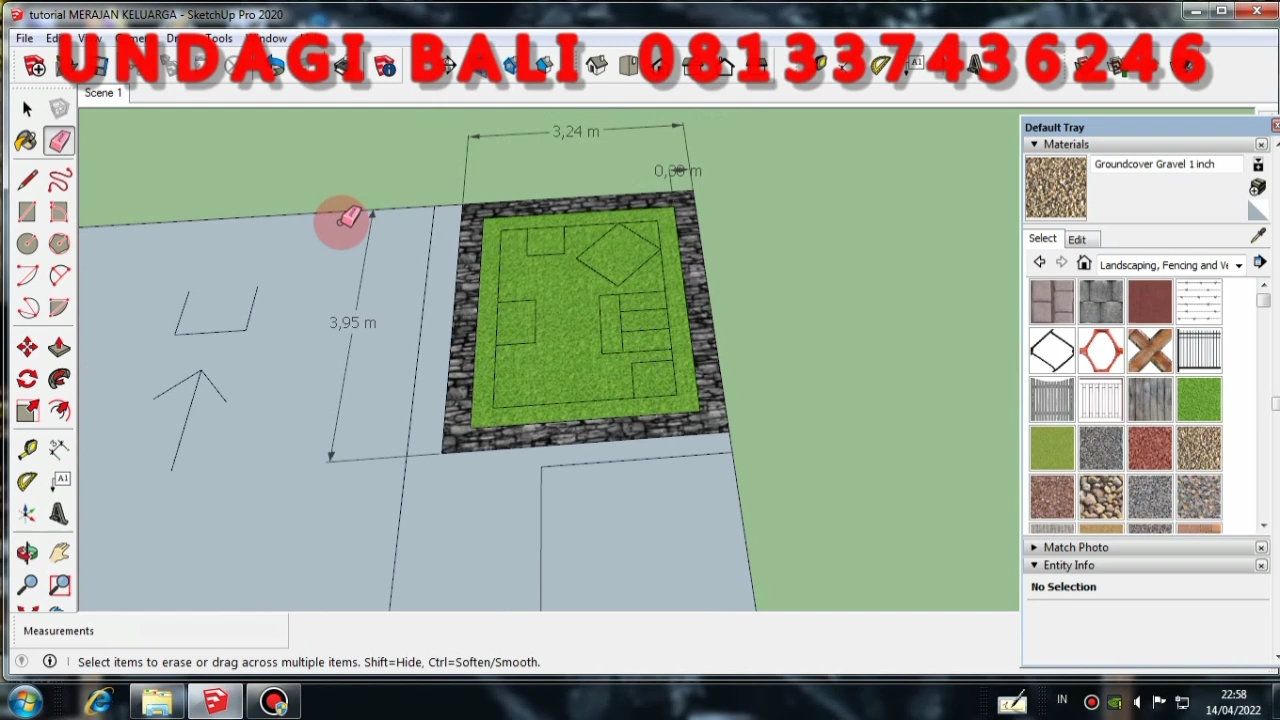 tutorial MERAJAN KELUARGA - SketchUp Pro 2020
File
Window
UNDAGI BALI 081337436246
Scene 1
Default Tray
Materials
Groundcover Gravel 1 inch
Select
Edit
Landscaping, Fencing and Ve
Match Photo
Entity Info
No Selection
3,24 m
3,95 m
A1
A1
Measurements
Select items to erase or drag across multiple items. Shift=Hide, Ctrl=Soften/Smooth.
IN
22:58
14/04/2022